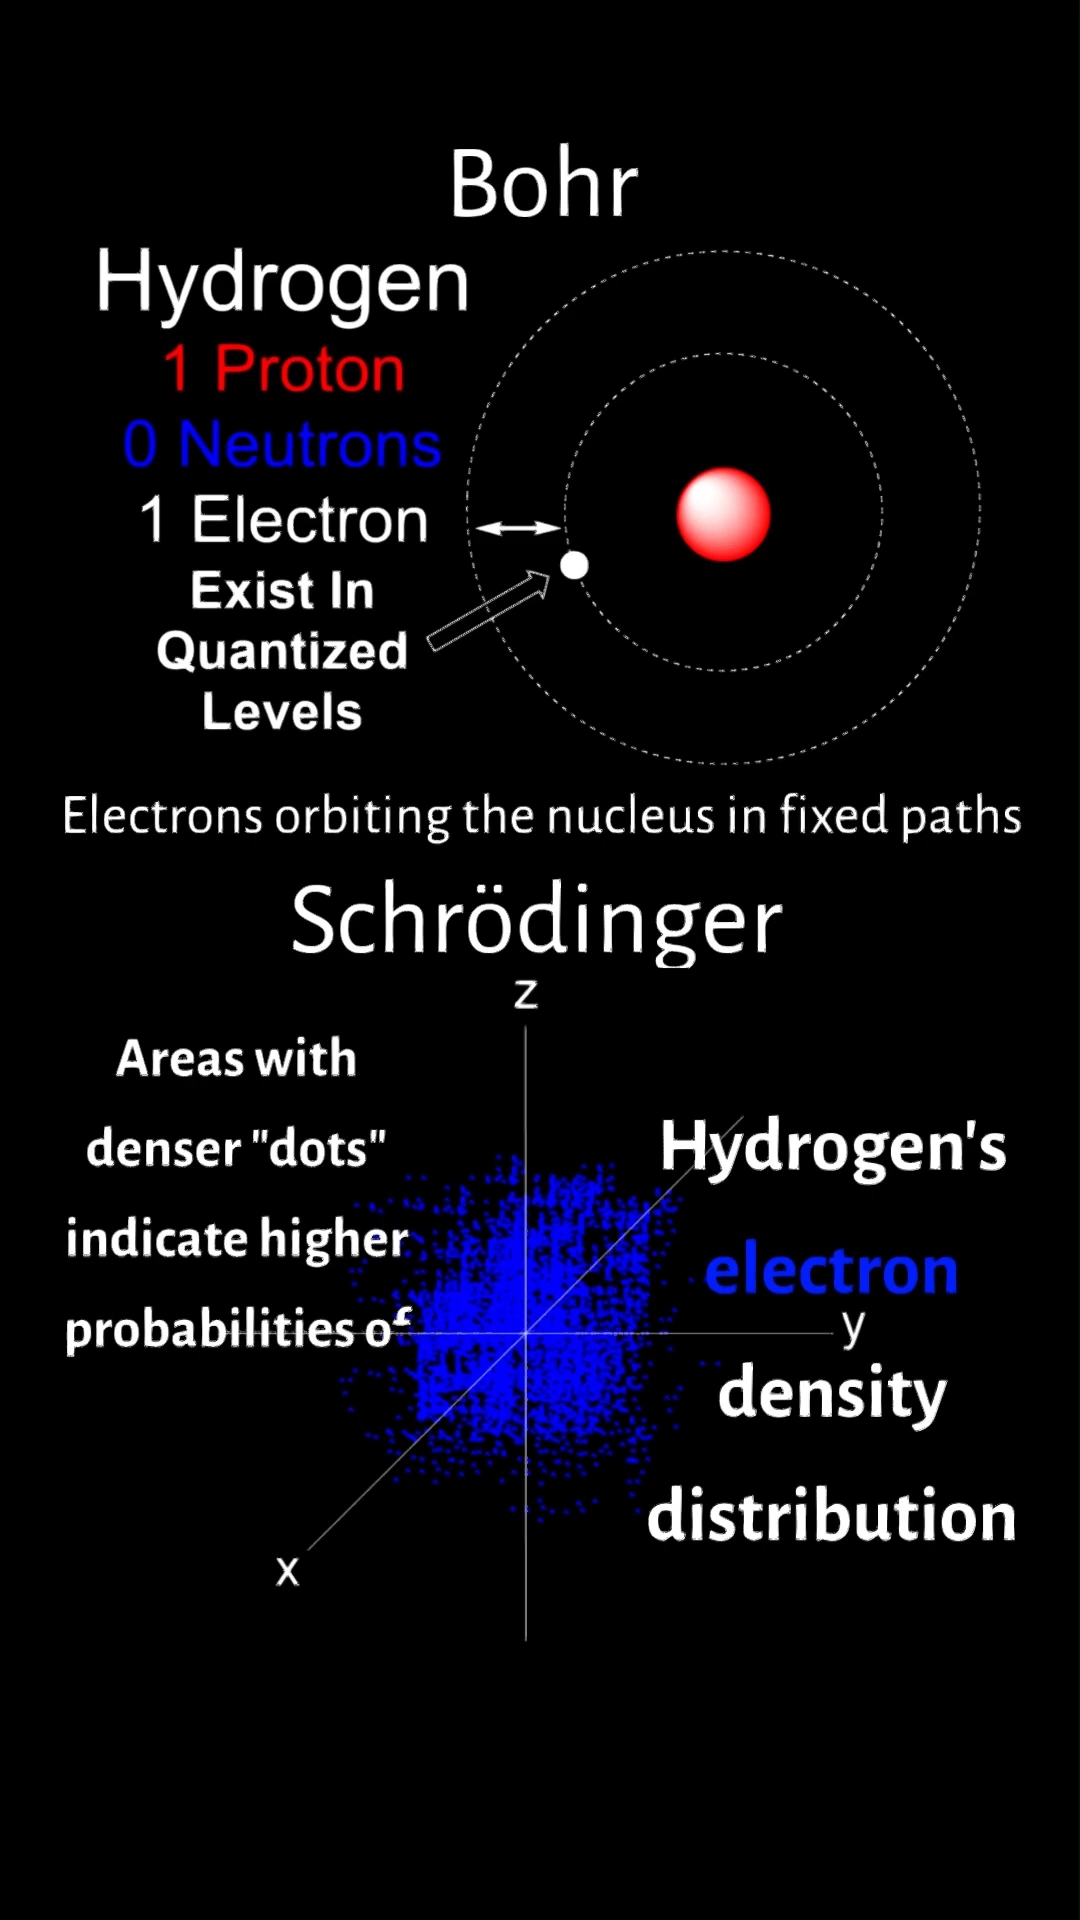 Bohr
Hydrogen
1 Proton
0 Neutrons
1 Electron
Exist In
Quantized
Levels
Electrons orbiting the nucleus in fixed paths
Schrödinger
z
Areas with
denser "dots"
indicate higher
probabilities of
Hydrogen's
electron
y
density
distribution
x